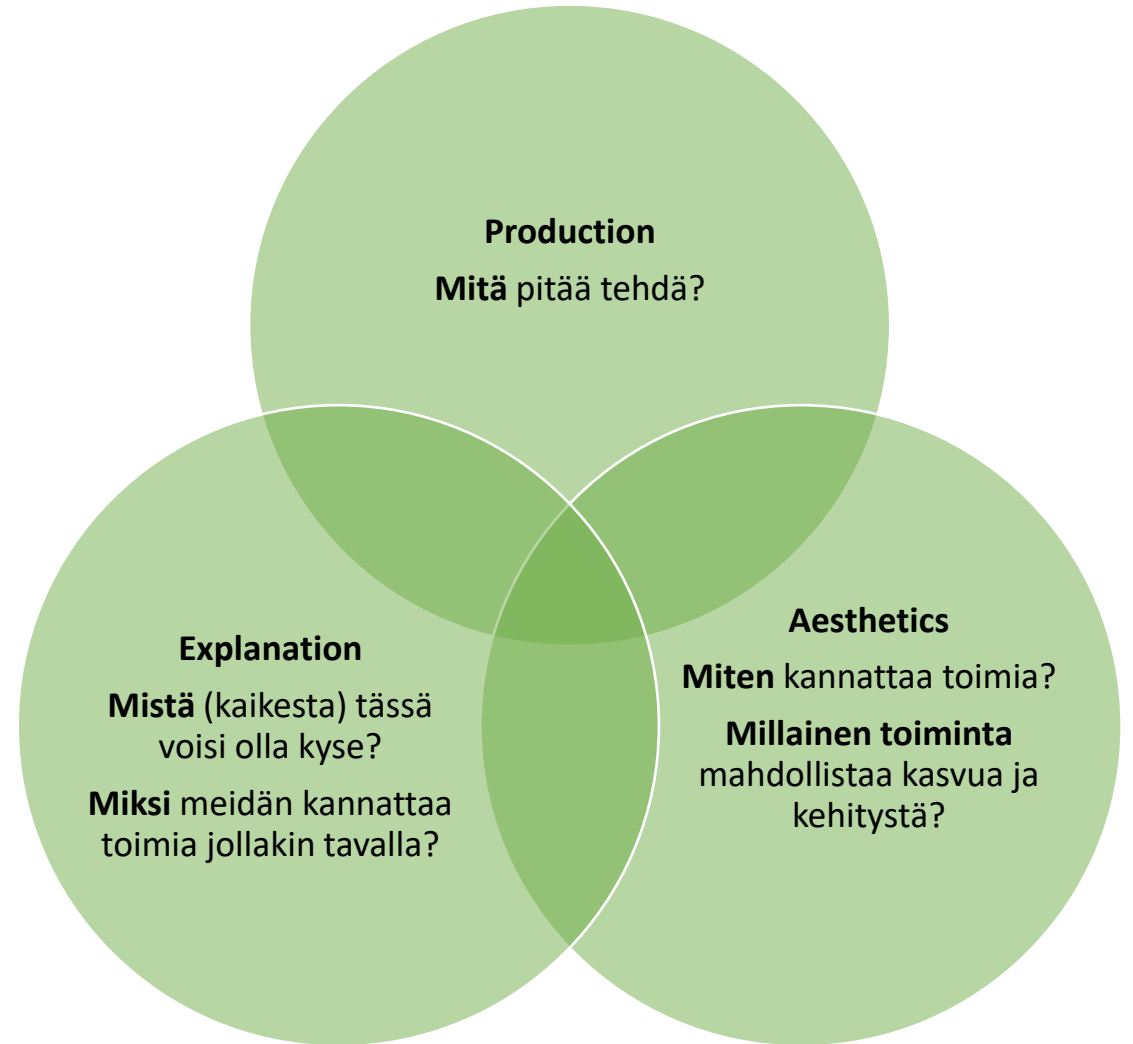 Production
Mitä pitää tehdä?
Explanation
Mistä (kaikesta) tässä
voisi olla kyse?
Miksi meidän kannattaa
toimia jollakin tavalla?
Aesthetics
Miten kannattaa toimia?
Millainen toiminta
mahdollistaa kasvua ja
kehitystä?